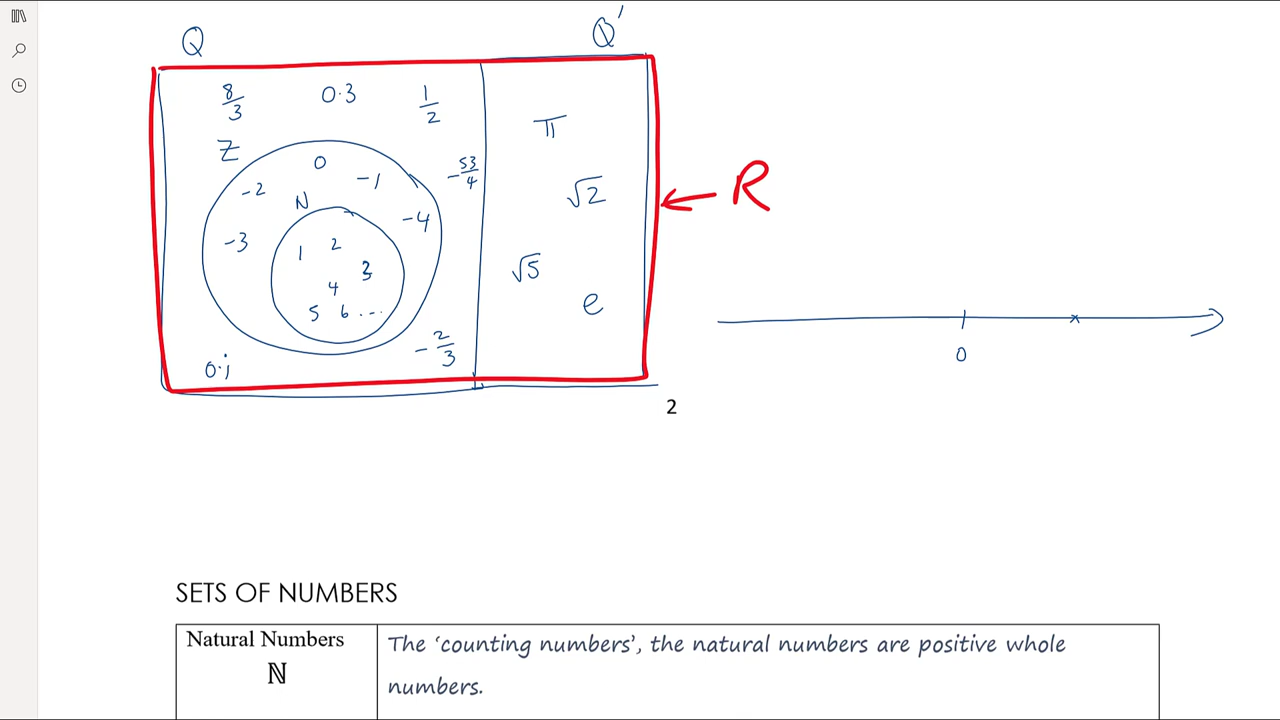 Q Q′
8/3 0·3 1/2
π
Z
0 -1 -53/4
-2 N √2 ← R
-4
-3 1 2
3 √5
4
5 6 ... e
0
-2/3
2
SETS OF NUMBERS
Natural Numbers The ‘counting numbers’, the natural numbers are positive whole
ℕ numbers.